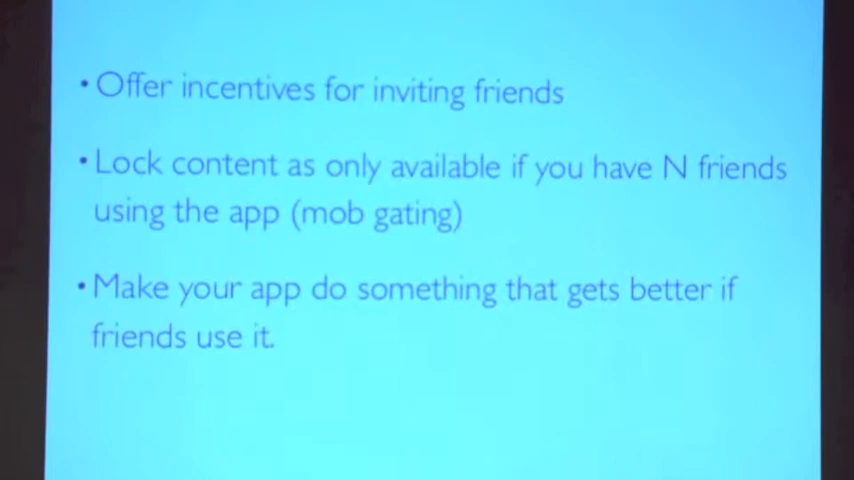 • Offer incentives for inviting friends
• Lock content as only available if you have N friends
using the app (mob gating)
• Make your app do something that gets better if
friends use it.